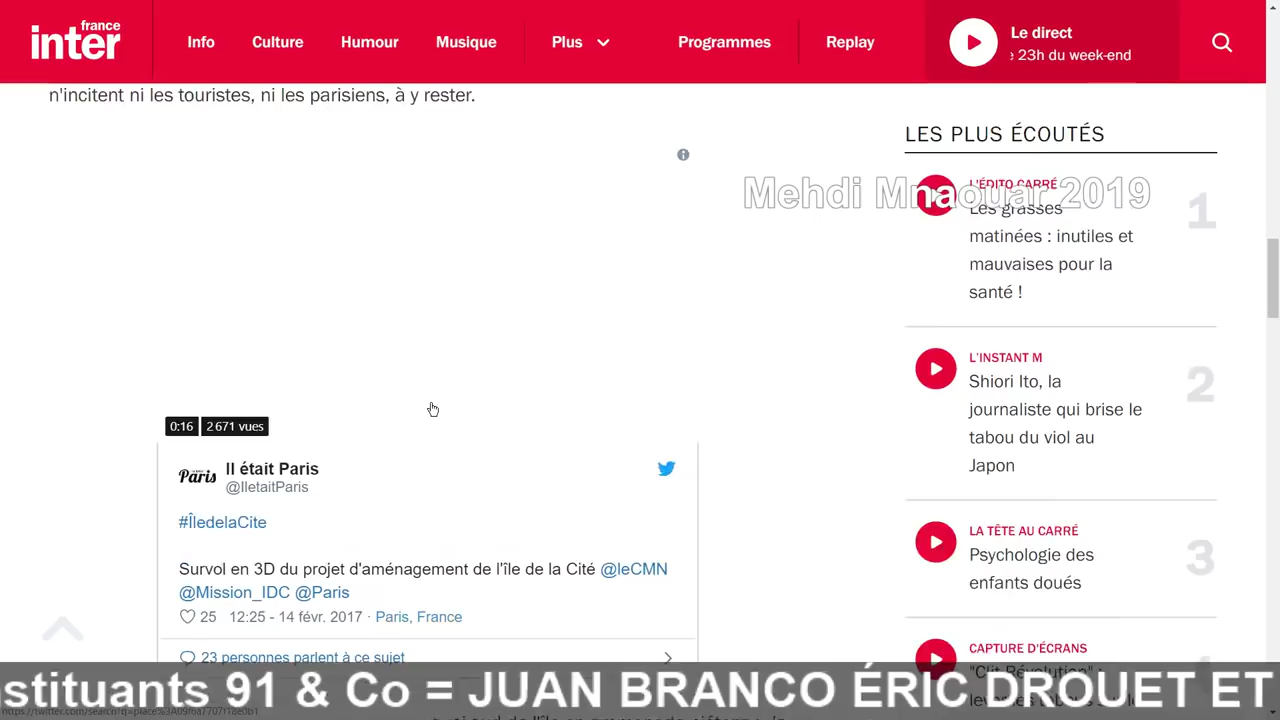 france
inter
Info
Culture
Humour
Musique
Plus
Programmes
Replay
Le direct
23h du week-end
n'incitent ni les touristes, ni les parisiens, à y rester.
LES PLUS ÉCOUTÉS
Mehdi Mnaouar 2019
L'ÉDITO CARRÉ
Les grasses
matinées : inutiles et
mauvaises pour la
santé !
1
L'INSTANT M
Shiori Ito, la
journaliste qui brise le
tabou du viol au
Japon
2
LA TÊTE AU CARRÉ
Psychologie des
enfants doués
3
CAPTURE D'ÉCRANS
"Clit Révolution" :
0:16
2 671 vues
Paris
Il était Paris
@IletaitParis
#ÎledelaCite
Survol en 3D du projet d'aménagement de l'île de la Cité @leCMN
@Mission_IDC @Paris
25 12:25 - 14 févr. 2017 · Paris, France
23 personnes parlent à ce sujet
stituants 91 & Co = JUAN BRANCO ÉRIC DROUET ET